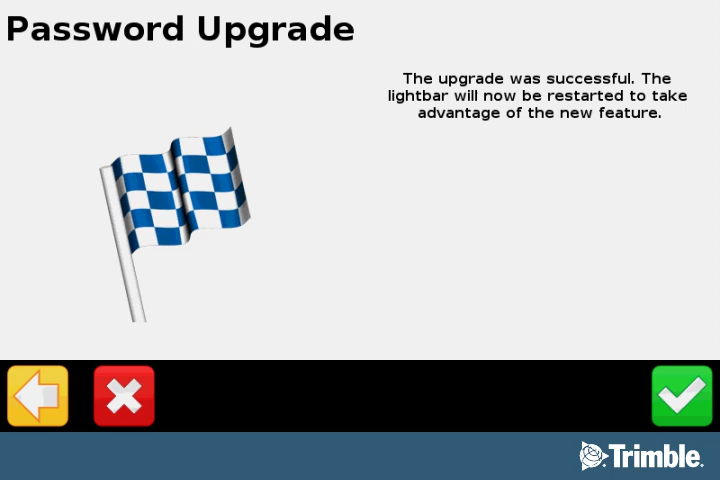 Password Upgrade
The upgrade was successful. The
lightbar will now be restarted to take
advantage of the new feature.
Trimble.